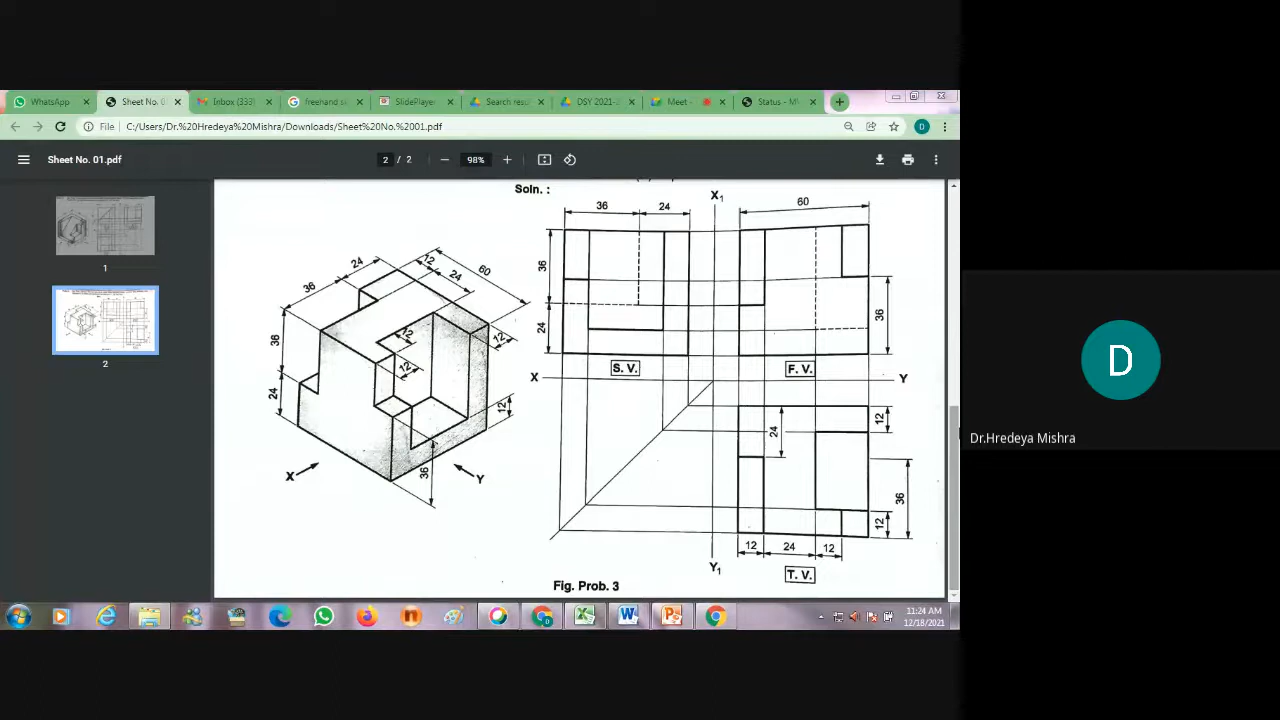 WhatsApp
Sheet No. 0
Inbox (339)
freehand s
SlidePlayer
Search resu
DSY 2021-2
Meet -
Status - M
D
File
C:/Users/Dr.%20Hredeya%20Mishra/Downloads/Sheet%20No.%2001.pdf
D
Sheet No. 01.pdf
2 / 2
98%
1
2
Soln. :
X1
36
24
60
36
24
36
S. V.
F. V.
X
Y
24
12
36
12
12
24
12
T. V.
Y1
36
24
12
24
60
36
24
12
12
12
12
36
X
Y
Fig. Prob. 3
11:24 AM
12/18/2021
D
Dr.Hredeya Mishra